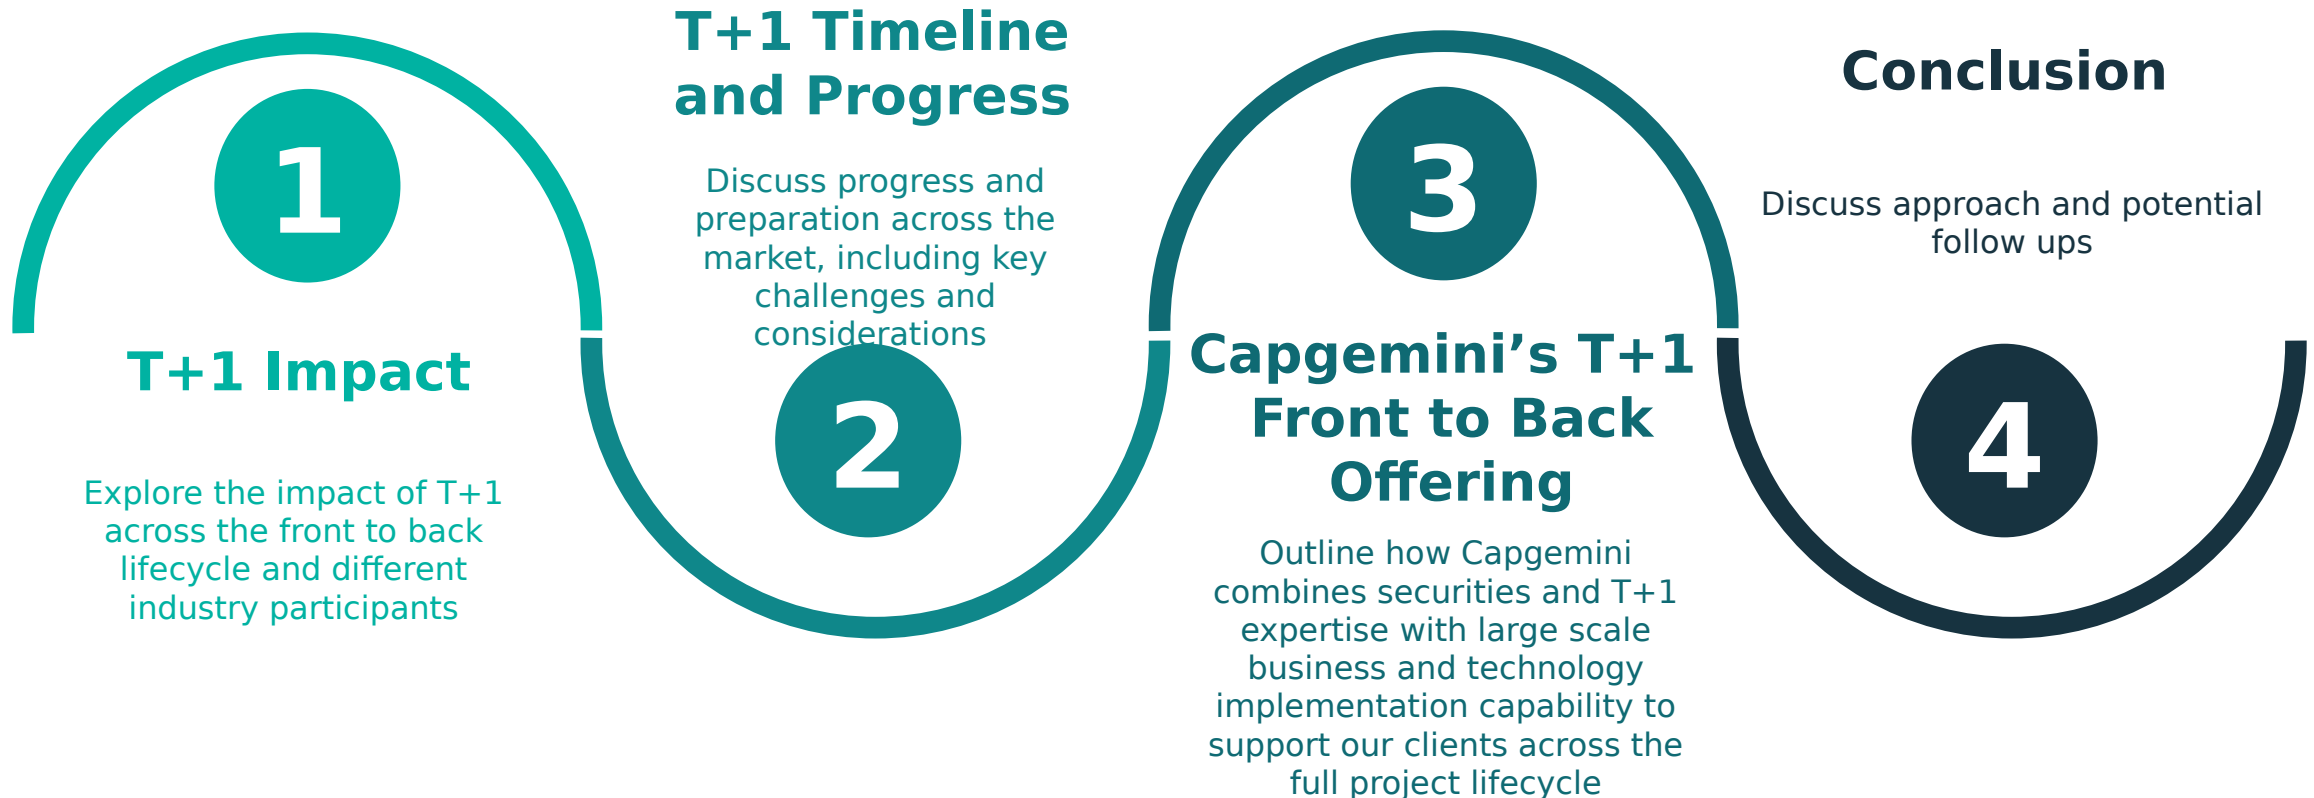 1
T+1 Impact
Explore the impact of T+1
across the front to back
lifecycle and different
industry participants
T+1 Timeline
and Progress
Discuss progress and
preparation across the
market, including key
challenges and
considerations
2
3
Capgemini’s T+1
Front to Back
Offering
Outline how Capgemini
combines securities and T+1
expertise with large scale
business and technology
implementation capability to
support our clients across the
full project lifecycle
Conclusion
Discuss approach and potential
follow ups
4